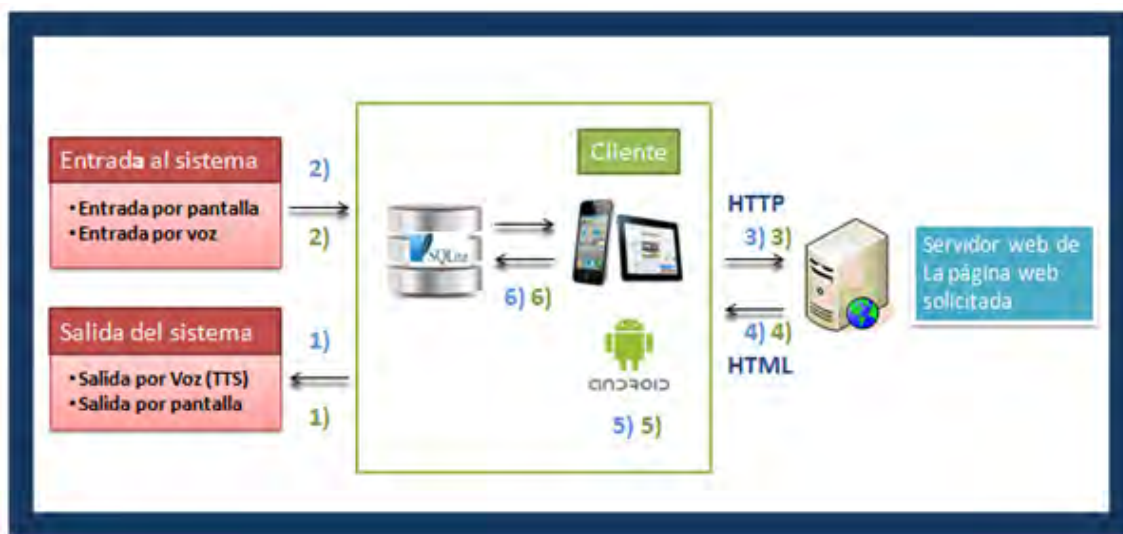 Entrada al sistema
• Entrada por pantalla
• Entrada por voz
2)
2)
Salida del sistema
• Salida por Voz (TTS)
• Salida por pantalla
1)
1)
Cliente
SQLite
6) 6)
ANDROID
5) 5)
HTTP
3) 3)
4) 4)
HTML
Servidor web de
La página web
solicitada